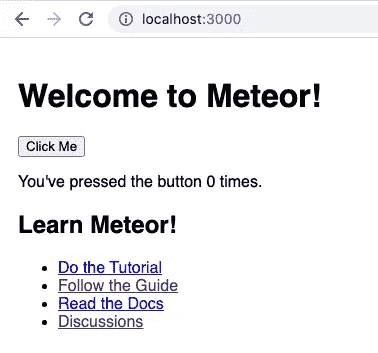 localhost:3000
Welcome to Meteor!
Click Me
You've pressed the button 0 times.
Learn Meteor!
Do the Tutorial
Follow the Guide
Read the Docs
Discussions